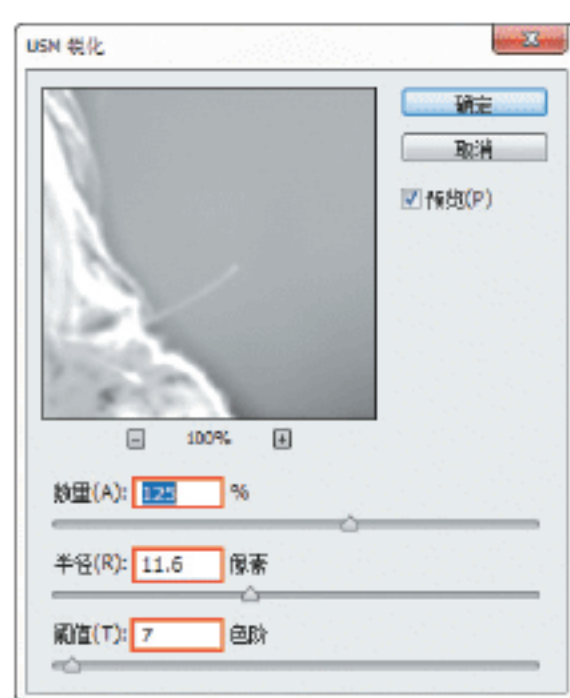 USM 锐化
确定
取消
预览(P)
100%
数量(A): 125 %
半径(R): 11.6 像素
阈值(T): 7 色阶